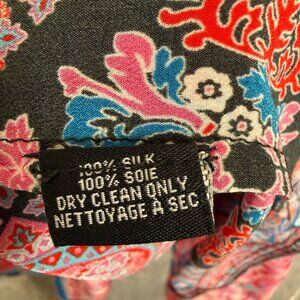 100% SILK
100% SOIE
DRY CLEAN ONLY
NETTOYAGE À SEC